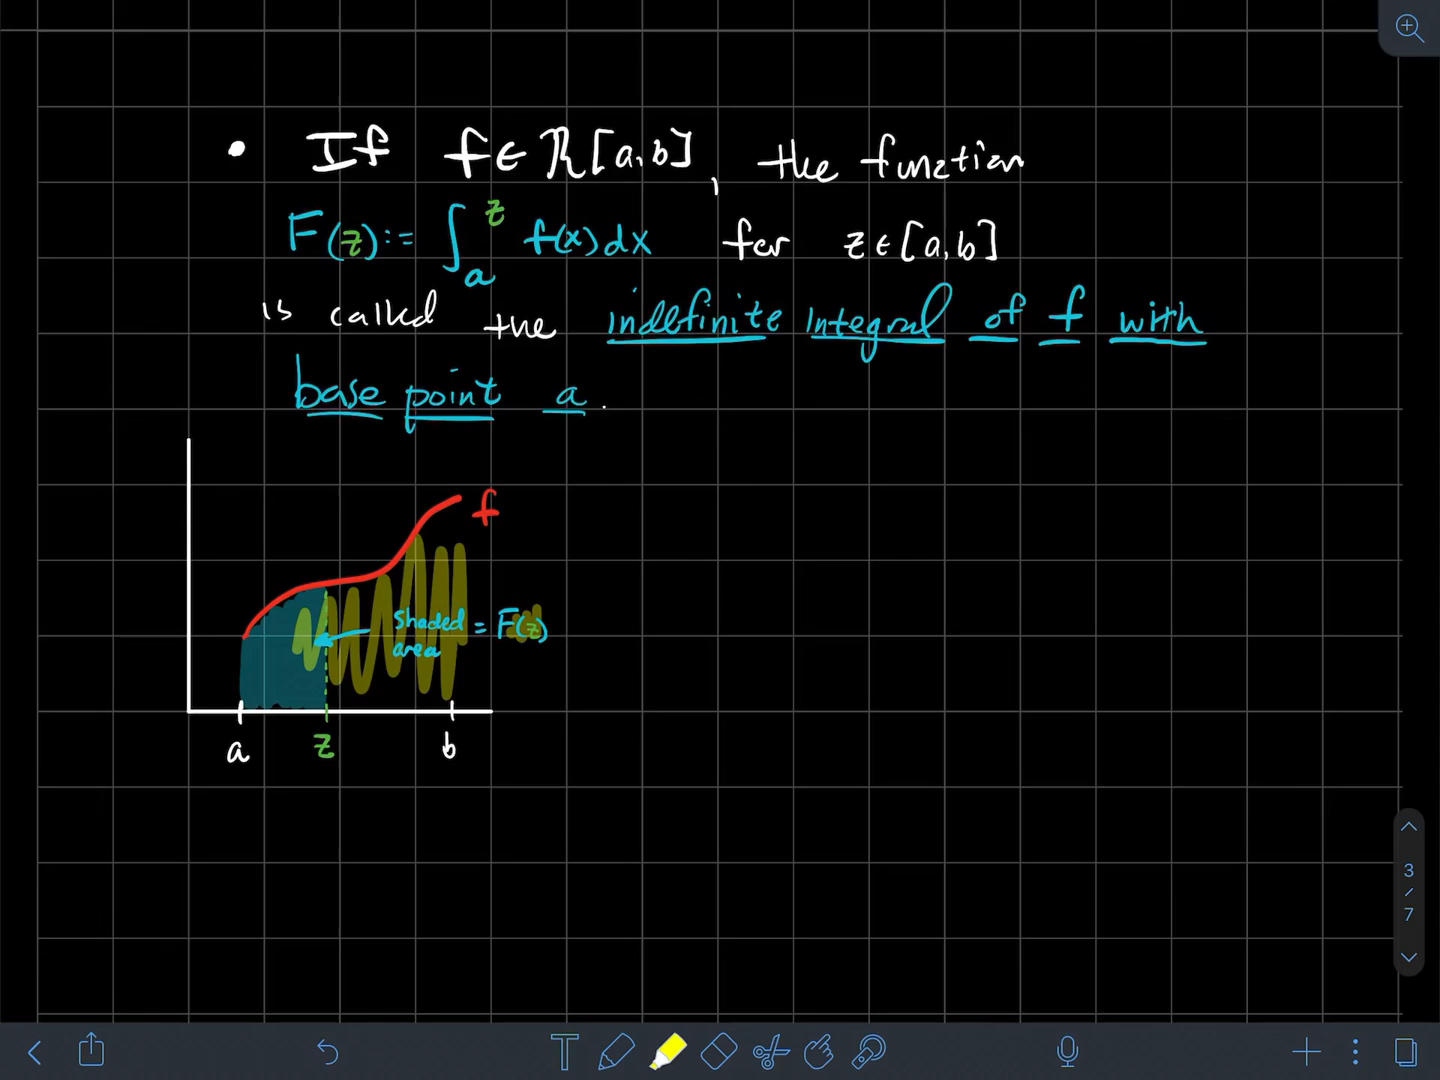 • If f ∈ ℛ[a,b], the function
F(z) := ∫ₐᶻ f(x)dx for z ∈ [a,b]
is called the indefinite integral of f with
base point a.
f
shaded area = F(z)
a z b
3 / 7
T